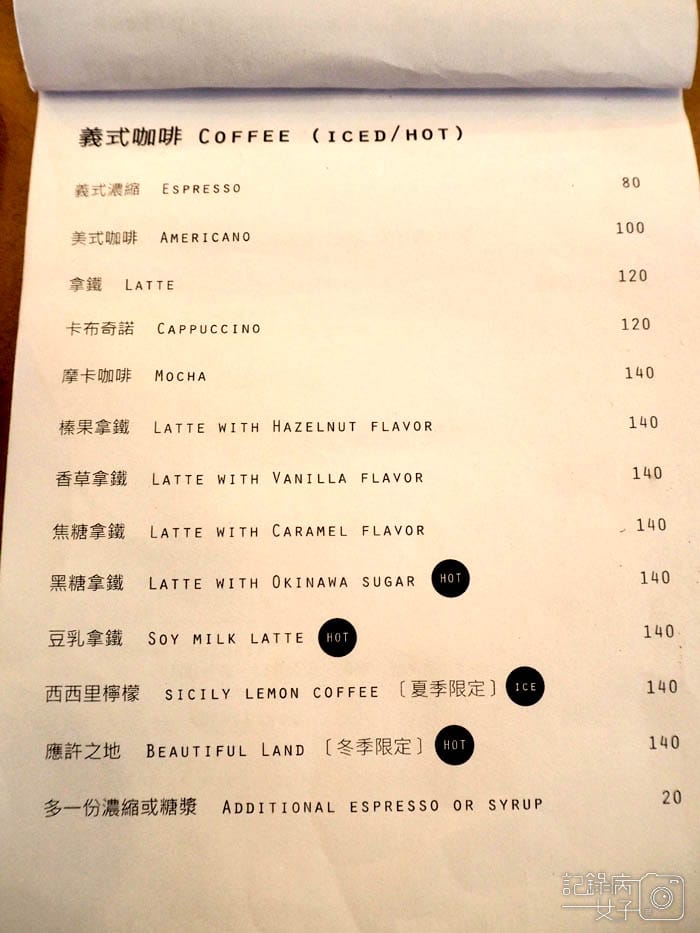 義式咖啡 COFFEE (ICED/HOT)
義式濃縮 ESPRESSO 80
美式咖啡 AMERICANO 100
拿鐵 LATTE 120
卡布奇諾 CAPPUCCINO 120
摩卡咖啡 MOCHA 140
榛果拿鐵 LATTE WITH HAZELNUT FLAVOR 140
香草拿鐵 LATTE WITH VANILLA FLAVOR 140
焦糖拿鐵 LATTE WITH CARAMEL FLAVOR 140
黑糖拿鐵 LATTE WITH OKINAWA SUGAR HOT 140
豆乳拿鐵 SOY MILK LATTE HOT 140
西西里檸檬 SICILY LEMON COFFEE 〔夏季限定〕 ICE 140
應許之地 BEAUTIFUL LAND 〔冬季限定〕 HOT 140
多一份濃縮或糖漿 ADDITIONAL ESPRESSO OR SYRUP 20
記錄病
女子